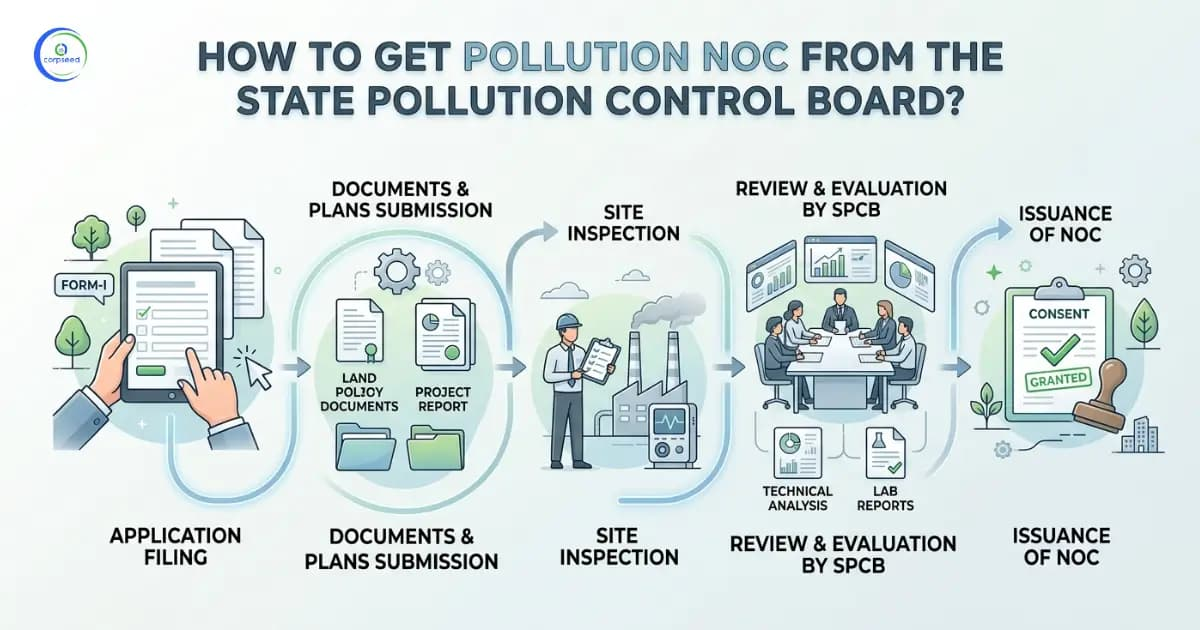 corpseed
HOW TO GET POLLUTION NOC FROM THE
STATE POLLUTION CONTROL BOARD?
FORM-I
APPLICATION
FILING
DOCUMENTS &
PLANS SUBMISSION
LAND
POLJOY
DOCUMENTS
PROJECT
REPORT
DOCUMENTS &
PLANS SUBMISSION
SITE
INSPECTION
SITE
INSPECTION
REVIEW & EVALUATION
BY SPCB
TECHNICAL
ANALYSIS
LAB
REPORTS
REVIEW & EVALUATION
BY SPCB
ISSUANCE
OF NOC
CONSENT
GRANTED
ISSUANCE
OF NOC